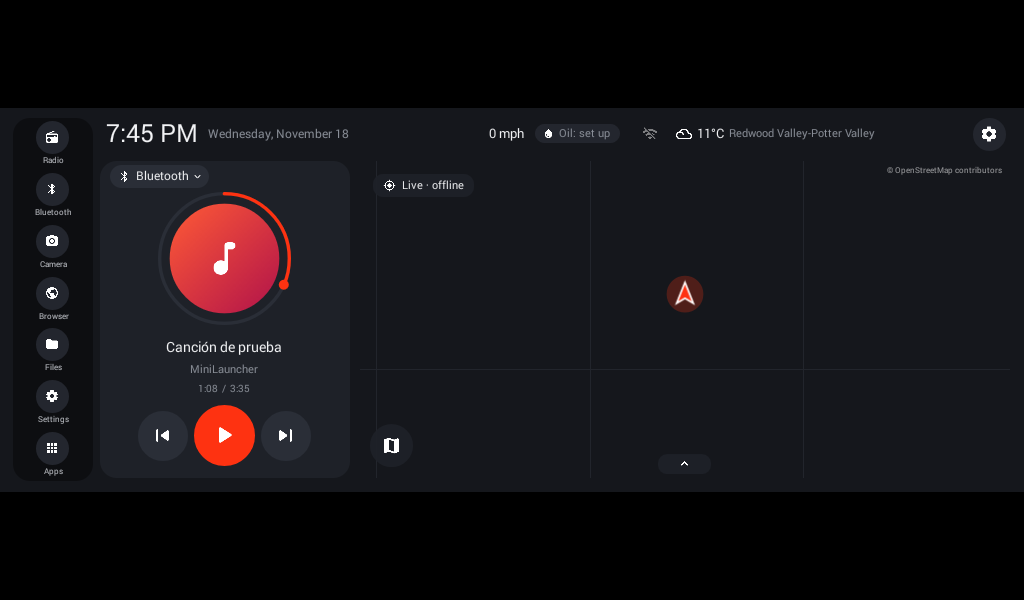 7:45 PM
Wednesday, November 18
0 mph
Oil: set up
11°C
Redwood Valley-Potter Valley
Radio
Bluetooth
Camera
Browser
Files
Settings
Apps
Bluetooth
Canción de prueba
MiniLauncher
1:08 / 3:35
Live · offline
© OpenStreetMap contributors